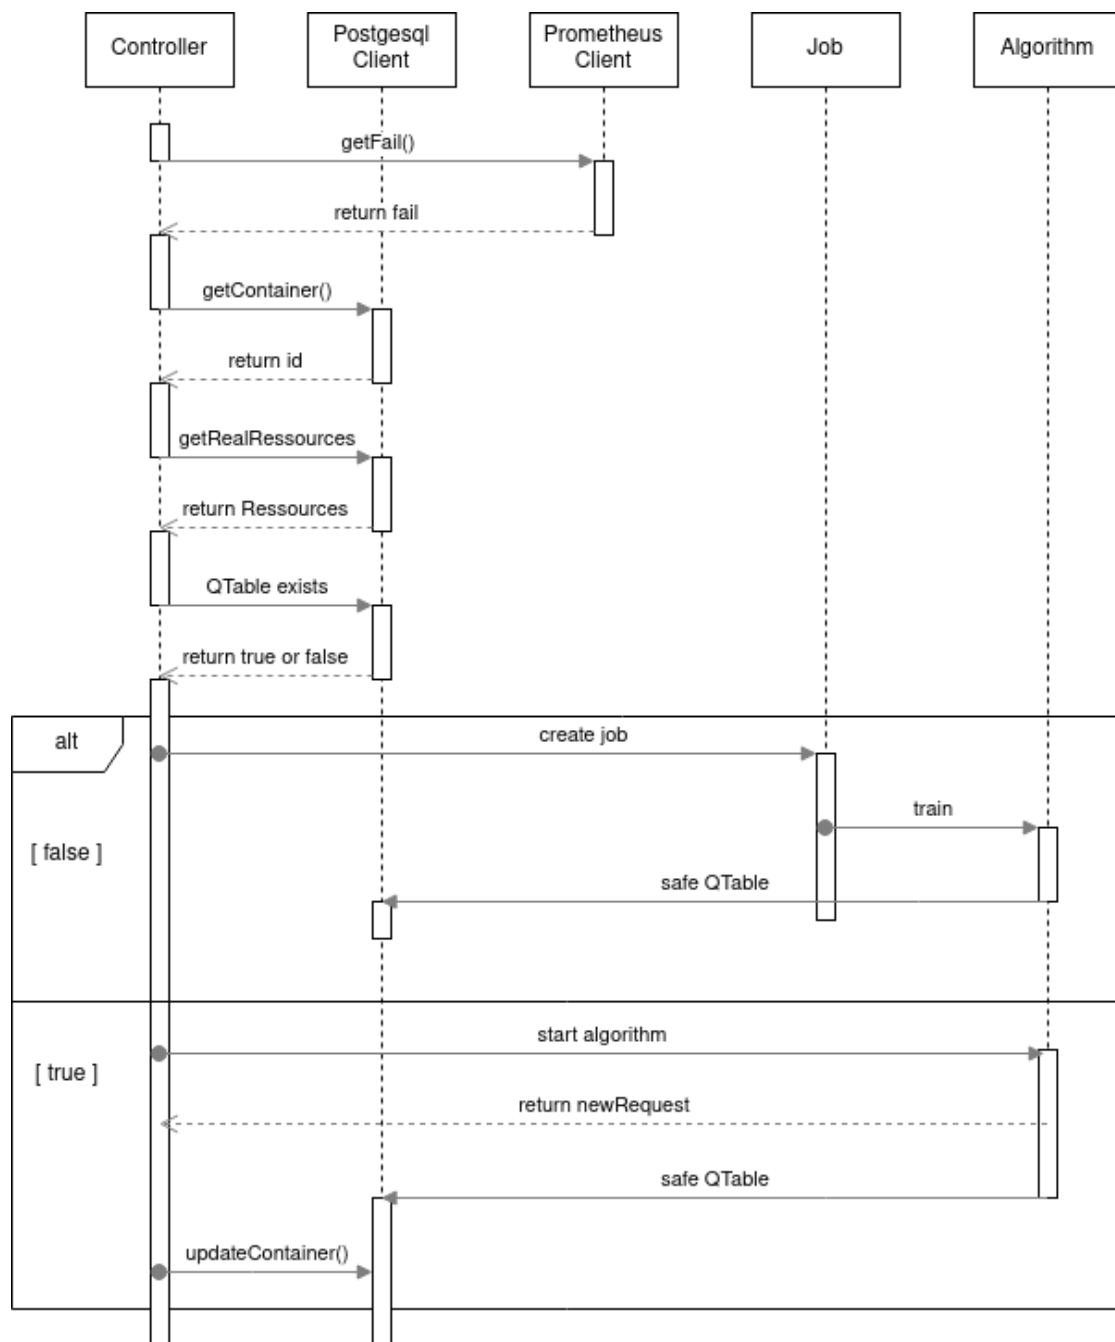 Controller
Postgesql
Client
Prometheus
Client
Job
Algorithm
getFail()
return fail
getContainer()
return id
getRealRessources
return Ressources
QTable exists
return true or false
alt
create job
train
[ false ]
safe QTable
start algorithm
[ true ]
return newRequest
safe QTable
updateContainer()